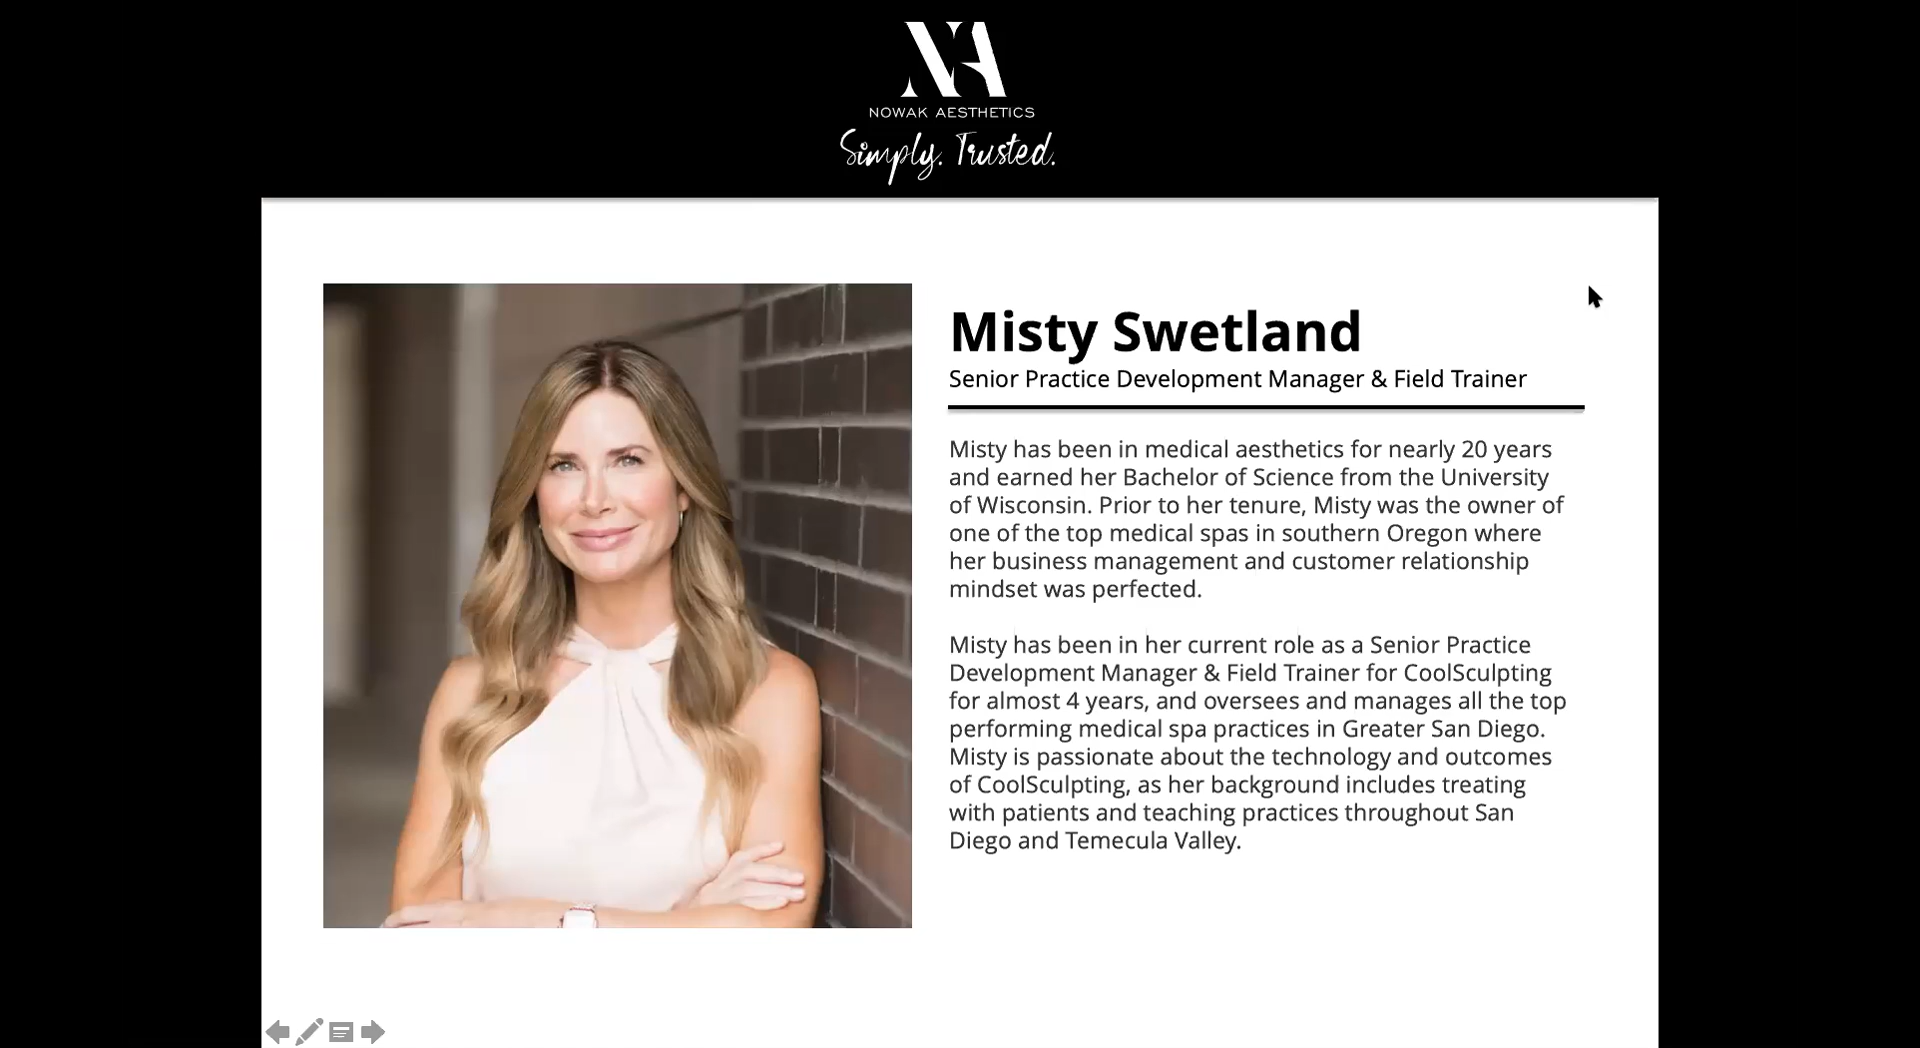 NA
NOWAK AESTHETICS
Simply. Trusted.
Misty Swetland
Senior Practice Development Manager & Field Trainer
Misty has been in medical aesthetics for nearly 20 years
and earned her Bachelor of Science from the University
of Wisconsin. Prior to her tenure, Misty was the owner of
one of the top medical spas in southern Oregon where
her business management and customer relationship
mindset was perfected.
Misty has been in her current role as a Senior Practice
Development Manager & Field Trainer for CoolSculpting
for almost 4 years, and oversees and manages all the top
performing medical spa practices in Greater San Diego.
Misty is passionate about the technology and outcomes
of CoolSculpting, as her background includes treating
with patients and teaching practices throughout San
Diego and Temecula Valley.